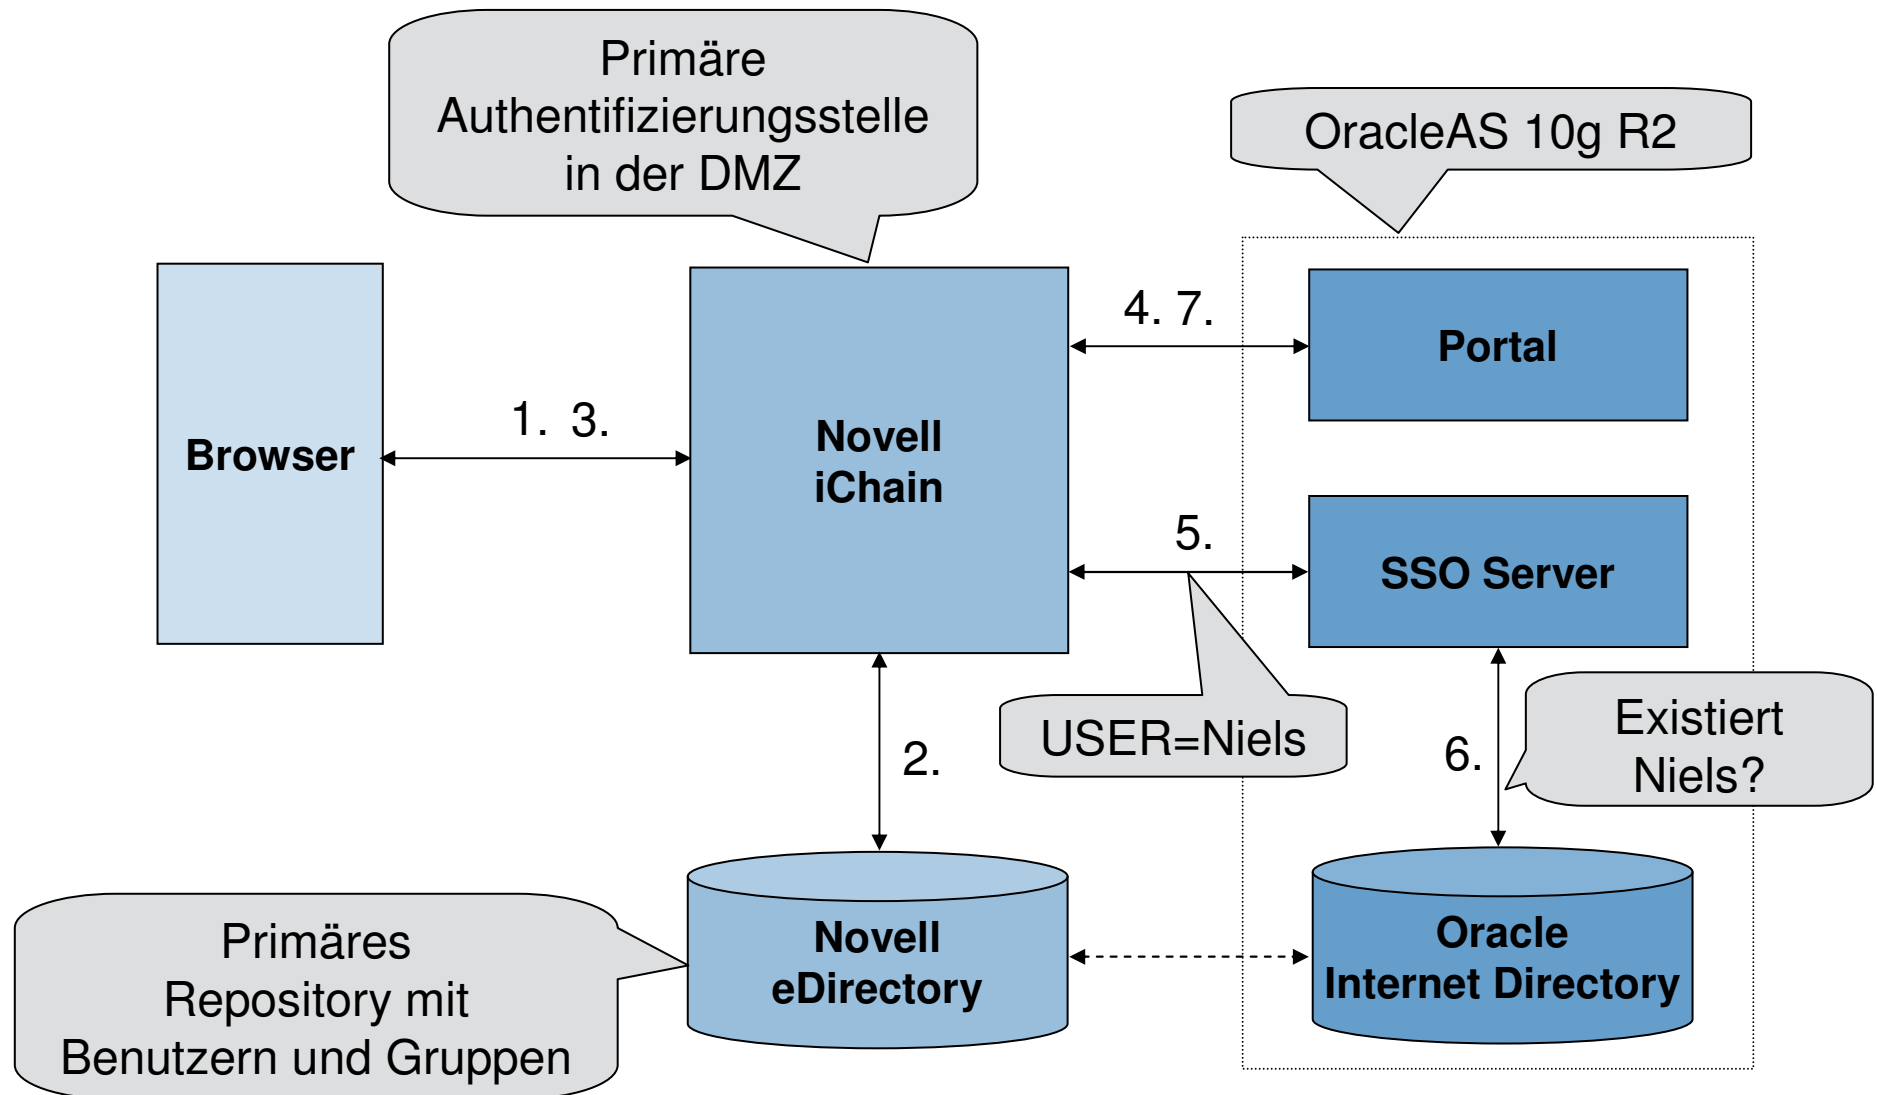 Primäre
Authentifizierungsstelle
in der DMZ
OracleAS 10g R2
Browser
1. 3.
Novell
iChain
4. 7.
Portal
5.
SSO Server
USER=Niels
2.
6.
Existiert
Niels?
Primäres
Repository mit
Benutzern und Gruppen
Novell
eDirectory
Oracle
Internet Directory